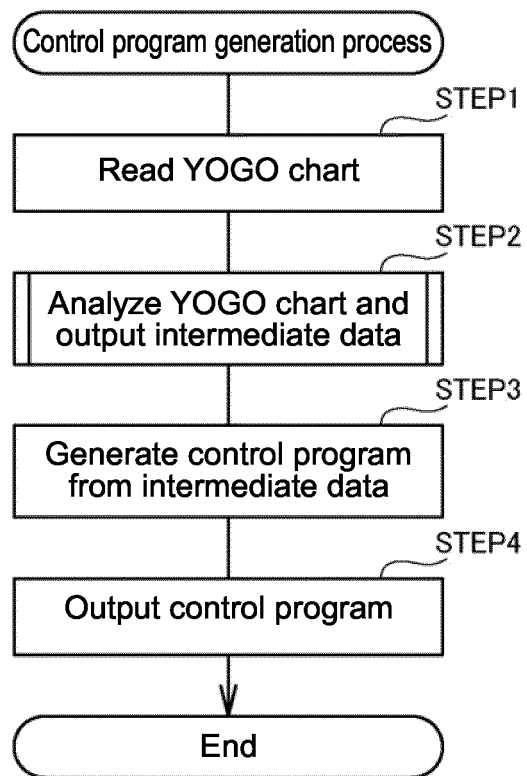 Control program generation process
STEP1
Read YOGO chart
STEP2
Analyze YOGO chart and
output intermediate data
STEP3
Generate control program
from intermediate data
STEP4
Output control program
End